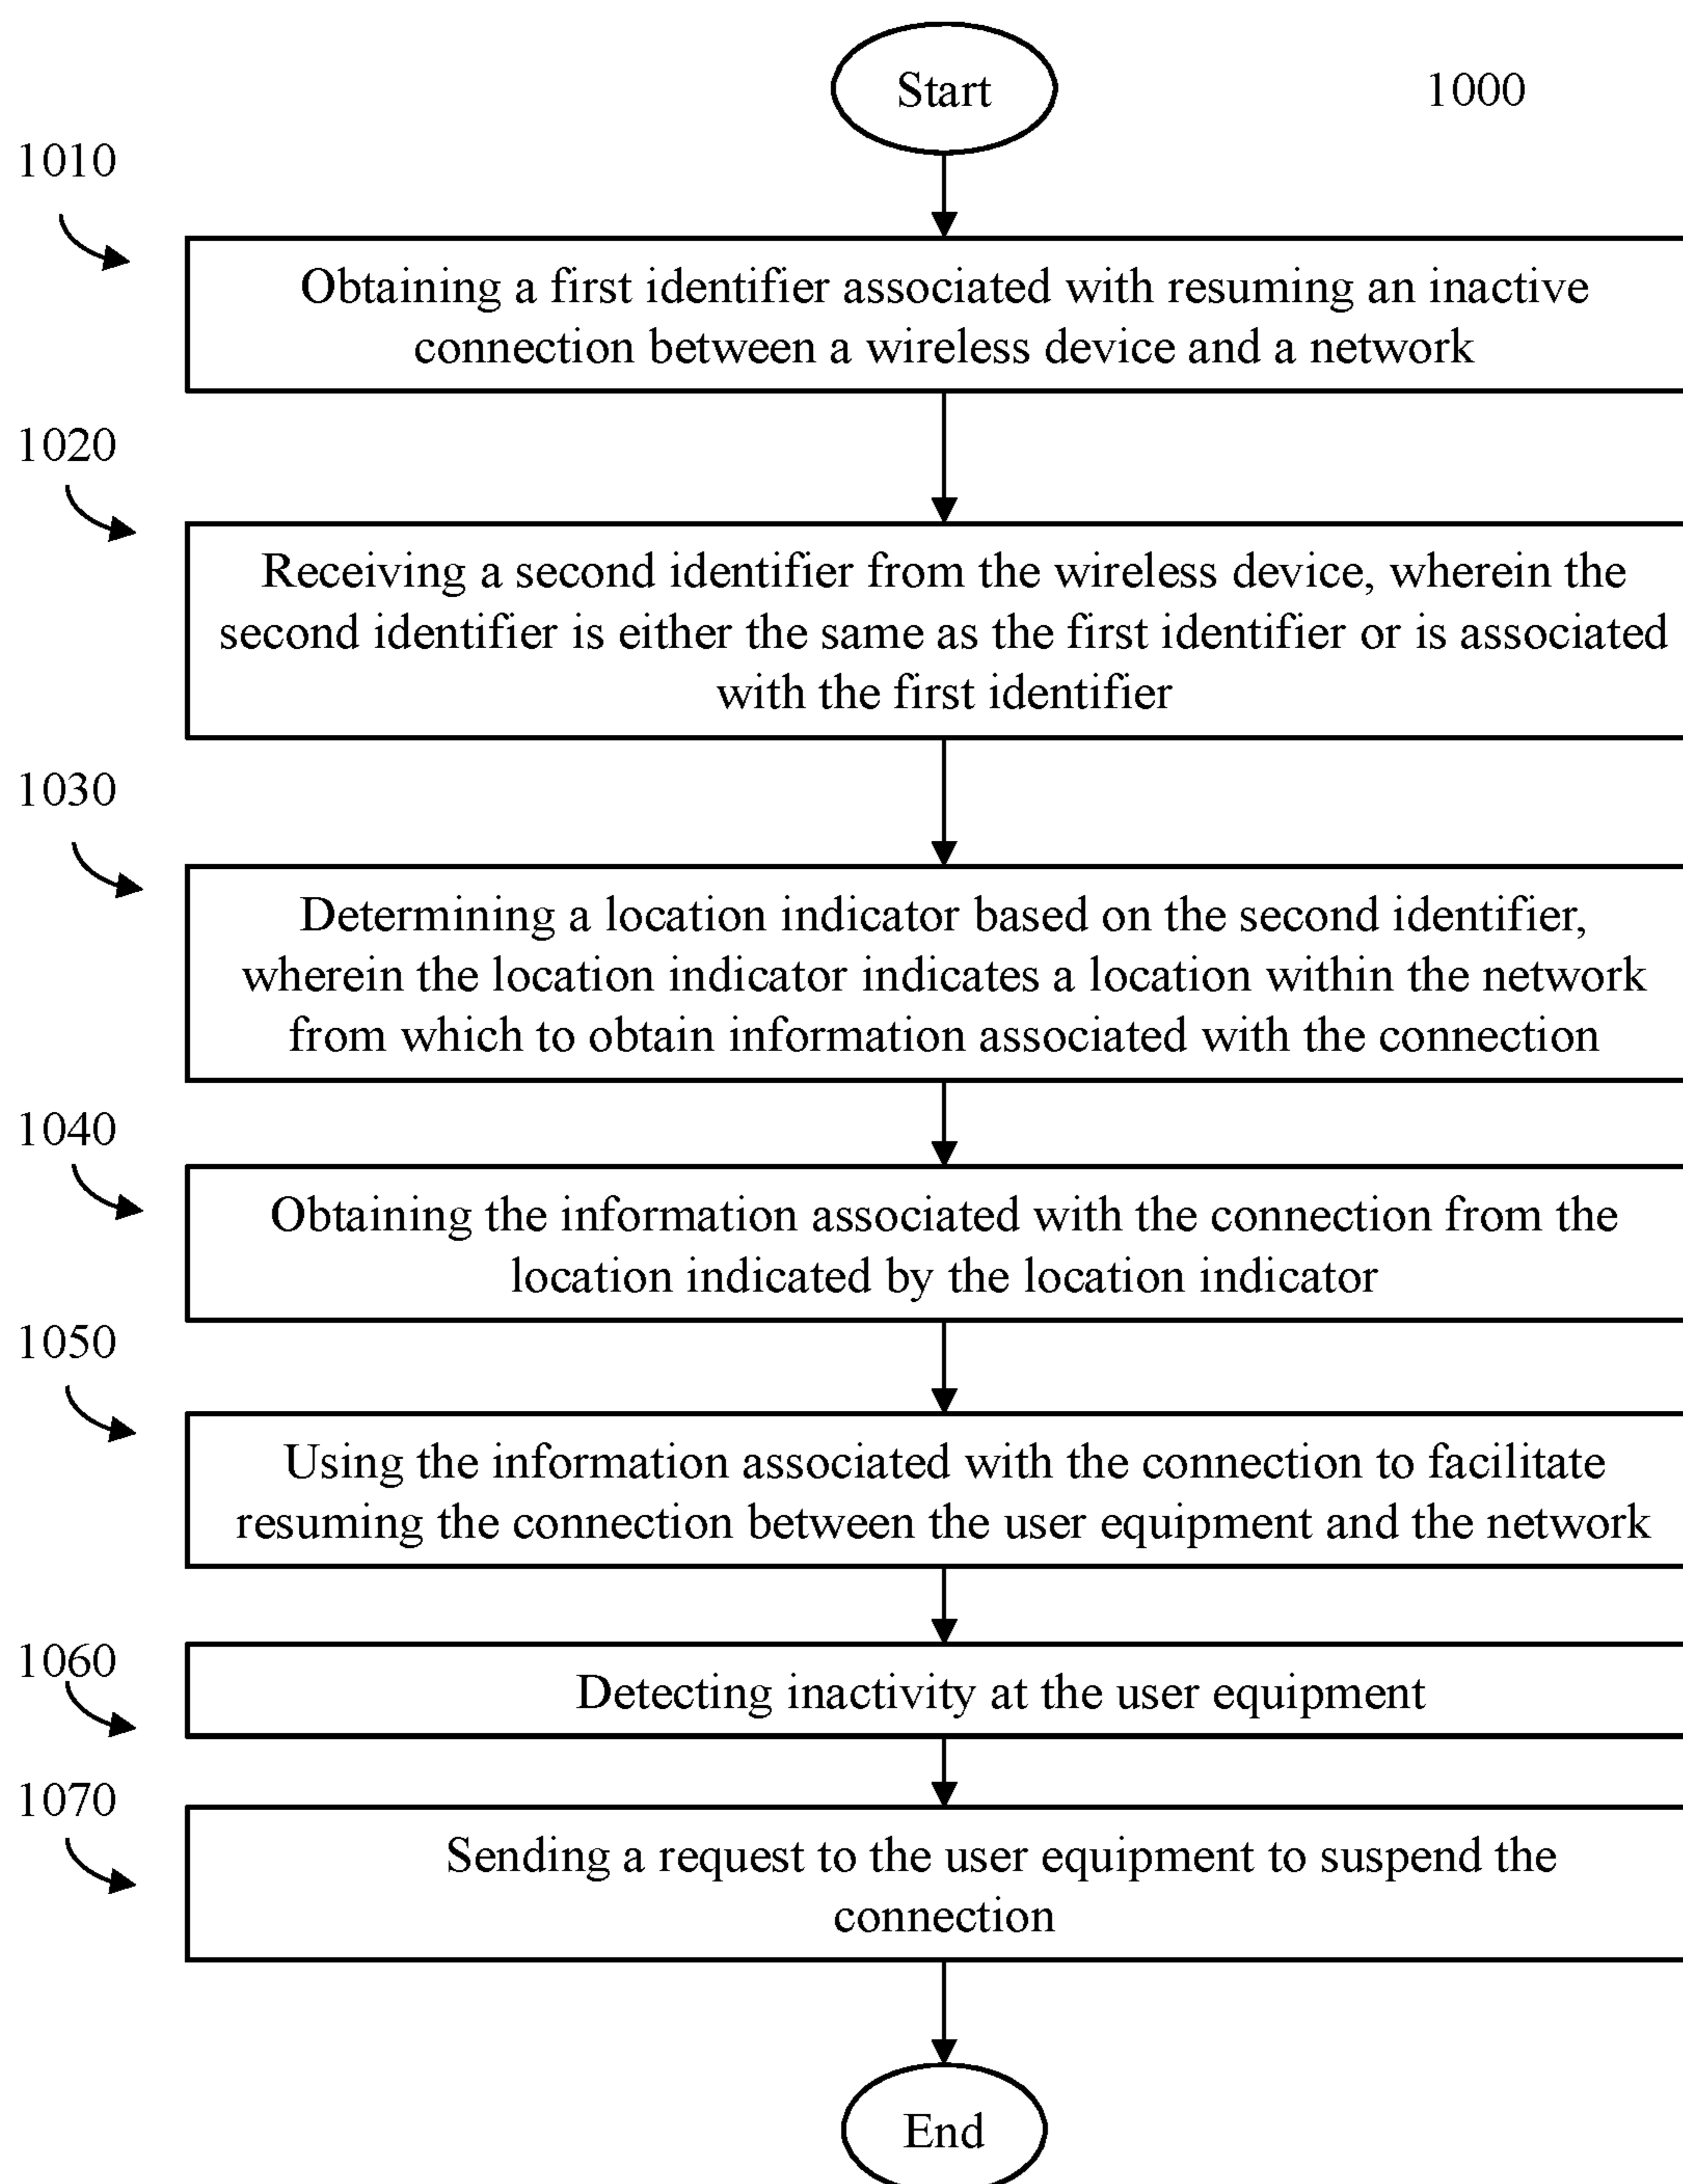 Start
1000
1010
Obtaining a first identifier associated with resuming an inactive
connection between a wireless device and a network
1020
Receiving a second identifier from the wireless device, wherein the
second identifier is either the same as the first identifier or is associated
with the first identifier
1030
Determining a location indicator based on the second identifier,
wherein the location indicator indicates a location within the network
from which to obtain information associated with the connection
1040
Obtaining the information associated with the connection from the
location indicated by the location indicator
1050
Using the information associated with the connection to facilitate
resuming the connection between the user equipment and the network
1060
Detecting inactivity at the user equipment
1070
Sending a request to the user equipment to suspend the
connection
End